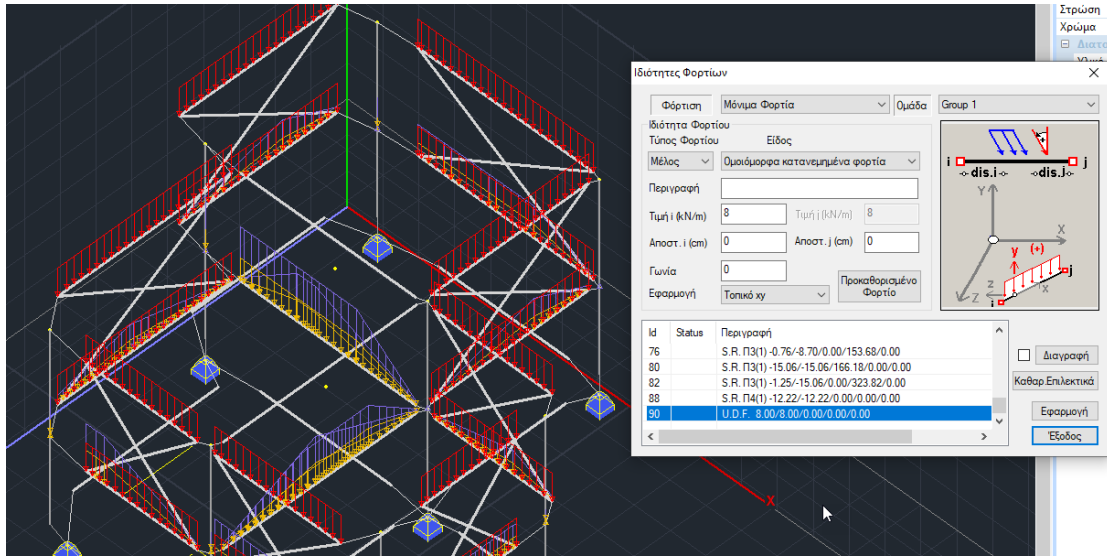 Στρώση
Χρώμα
Διατο
Ιδιότητες Φορτίων
Φόρτιση Μόνιμα Φορτία Ομάδα Group 1
Ιδιότητα Φορτίου
Τύπος Φορτίου Είδος
Μέλος Ομοιόμορφα κατανεμημένα φορτία
Περιγραφή
Τιμή i (kN/m) 8 Τιμή j (kN/m) 8
Αποστ. i (cm) 0 Αποστ. j (cm) 0
Γωνία 0
Εφαρμογή Τοπικό xy
Προκαθορισμένο
Φορτίο
i j
dis.i dis.j
Y
X
y (+)
j
z x
Z
i
Id Status Περιγραφή
76 S.R. Π3(1) -0.76/-8.70/0.00/153.68/0.00
80 S.R. Π3(1) -15.06/-15.06/166.18/0.00/0.00
82 S.R. Π3(1) -1.25/-15.06/0.00/323.82/0.00
88 S.R. Π4(1) -12.22/-12.22/0.00/0.00/0.00
90 U.D.F. 8.00/8.00/0.00/0.00/0.00
Διαγραφή
Καθαρ.Επιλεκτικά
Εφαρμογή
Έξοδος
X